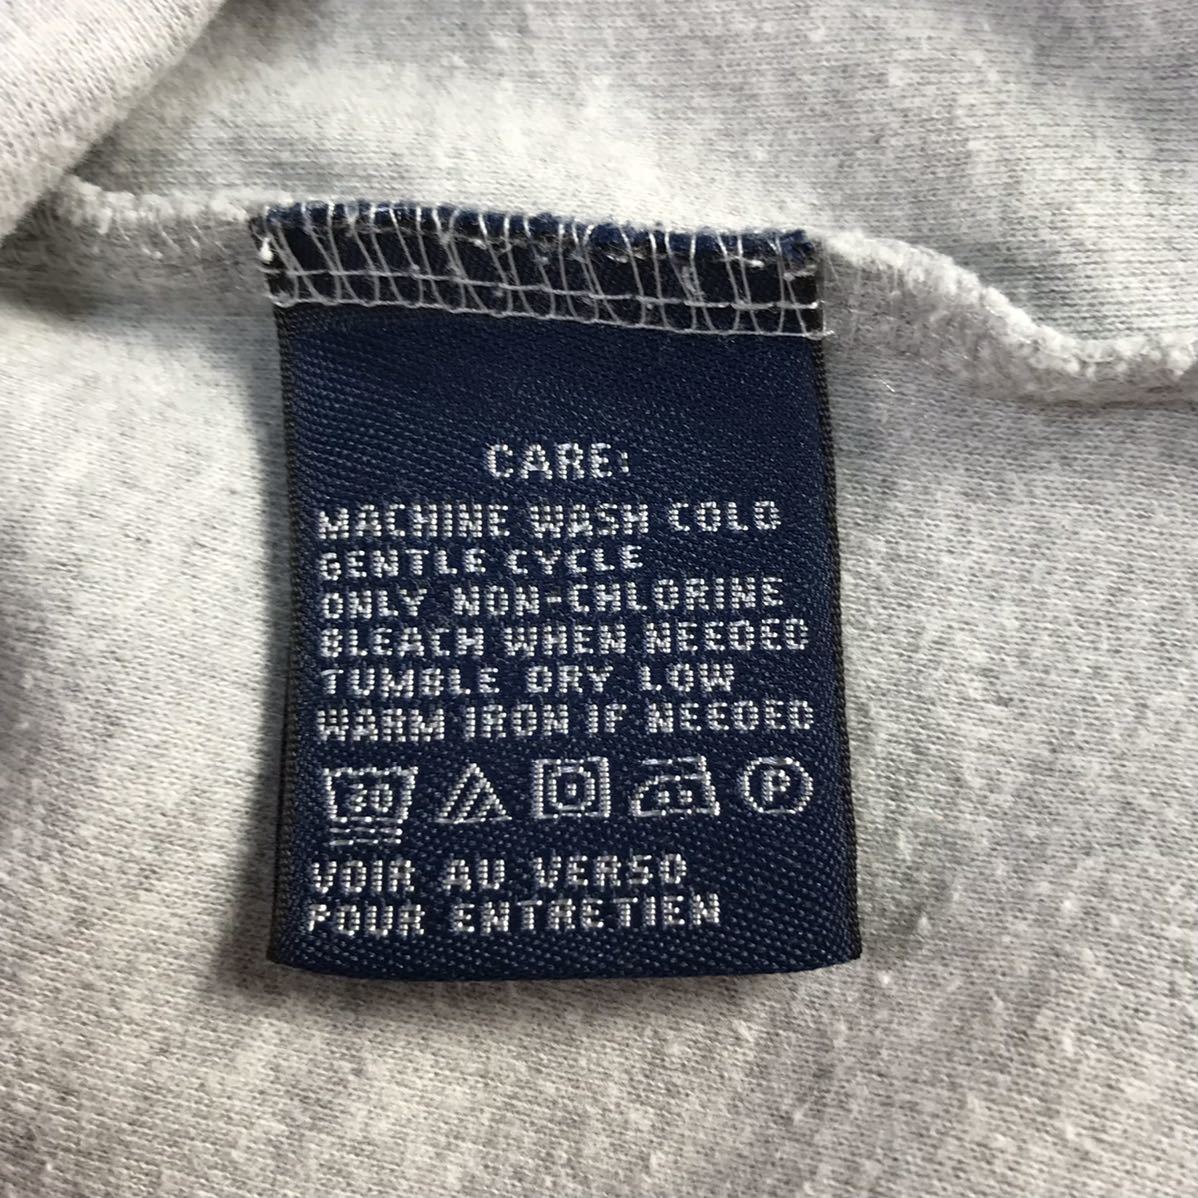 CARE:
MACHINE WASH COLD
GENTLE CYCLE
ONLY NON-CHLORINE
BLEACH WHEN NEEDED
TUMBLE DRY LOW
WARM IRON IF NEEDED
30 P
VOIR AU VERSO
POUR ENTRETIEN